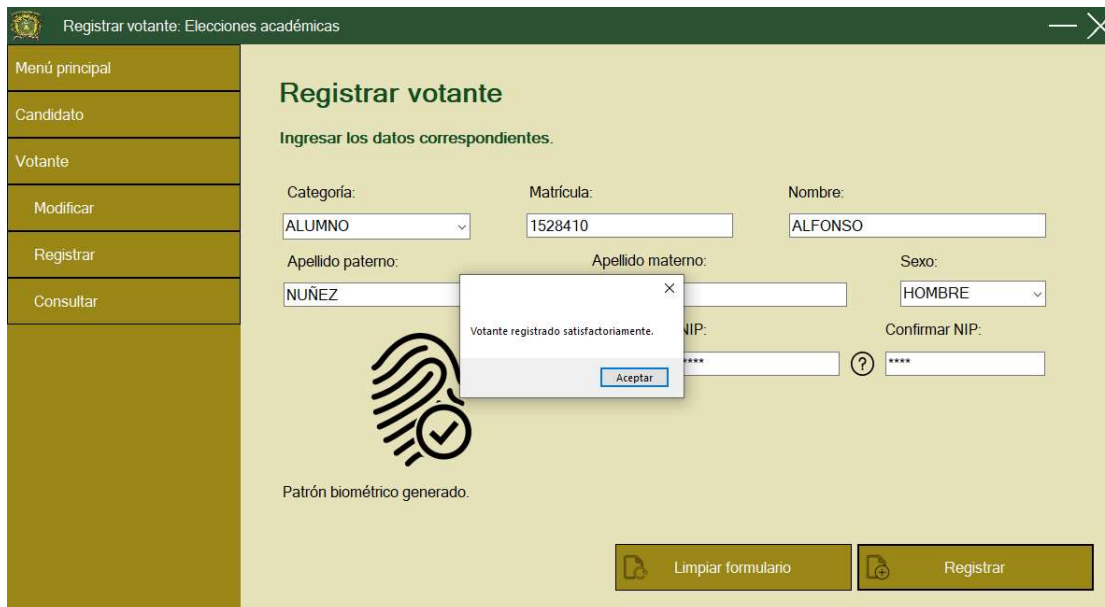 Registrar votante: Elecciones académicas
Menú principal
Candidato
Votante
Modificar
Registrar
Consultar
Registrar votante
Ingresar los datos correspondientes.
Categoría: Matrícula: Nombre:
ALUMNO 1528410 ALFONSO
Apellido paterno: Apellido materno: Sexo:
NUÑEZ HOMBRE
Votante registrado satisfactoriamente.
Aceptar
NIP: Confirmar NIP:
**** ? ****
Patrón biométrico generado.
Limpiar formulario Registrar